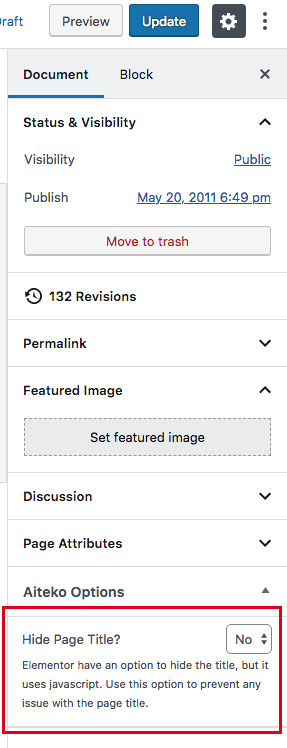 raft Preview Update
Document Block
Status & Visibility
Visibility Public
Publish May 20, 2011 6:49 pm
Move to trash
132 Revisions
Permalink
Featured Image
Set featured image
Discussion
Page Attributes
Aiteko Options
Hide Page Title? No
Elementor have an option to hide the title, but it
uses javascript. Use this option to prevent any
issue with the page title.